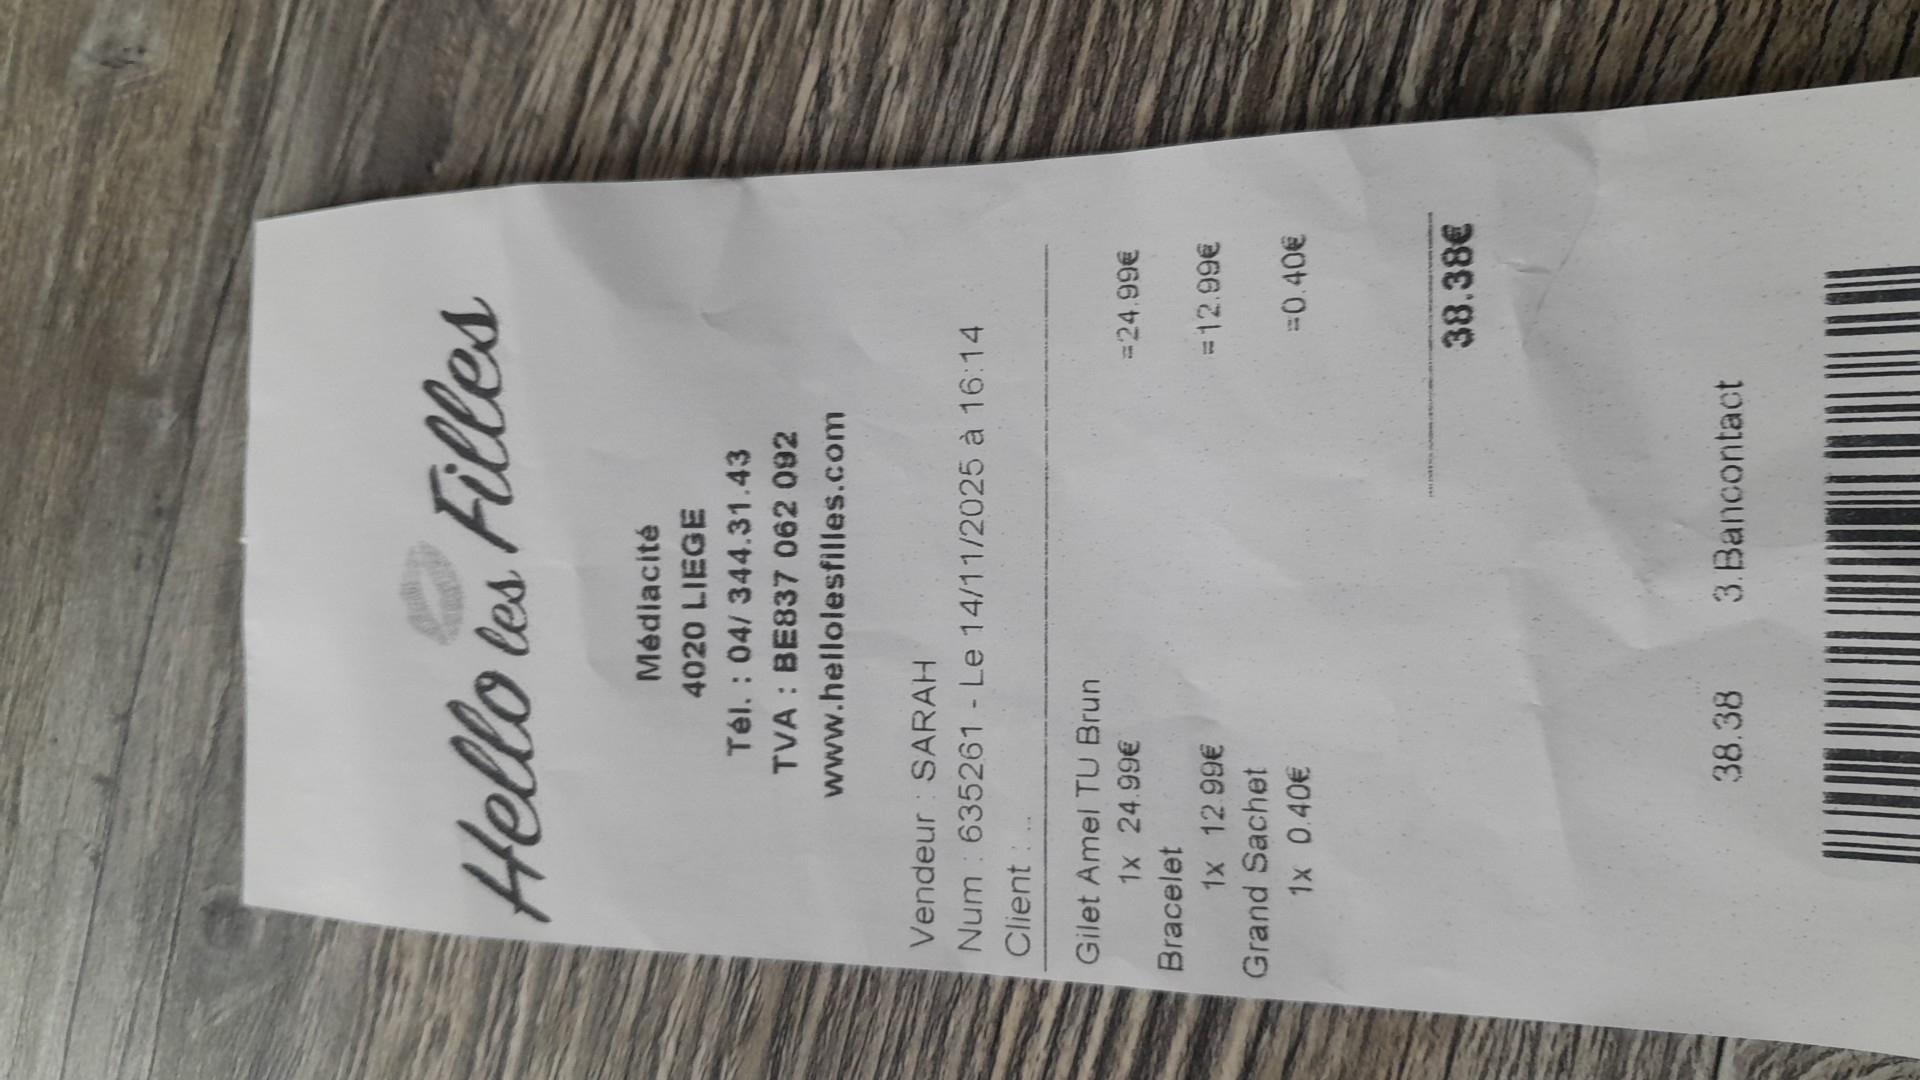 Hello les Filles
Médiacité
4020 LIEGE
Tél. : 04/ 344.31.43
TVA : BE837 062 092
www.hellolesfilles.com
Vendeur : SARAH
Num : 635261 - Le 14/11/2025 à 16:14
Client : ..
Gilet Amel TU Brun
1x 24.99€ =24.99€
Bracelet
1x 12.99€ =12.99€
Grand Sachet
1x 0.40€ =0.40€
38.38€
38.38 3.Bancontact